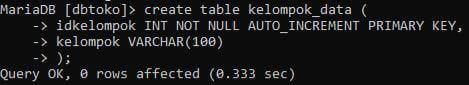 MariaDB [dbtoko]> create table kelompok_data (
    -> idkelompok INT NOT NULL AUTO_INCREMENT PRIMARY KEY,
    -> kelompok VARCHAR(100)
    -> );
Query OK, 0 rows affected (0.333 sec)